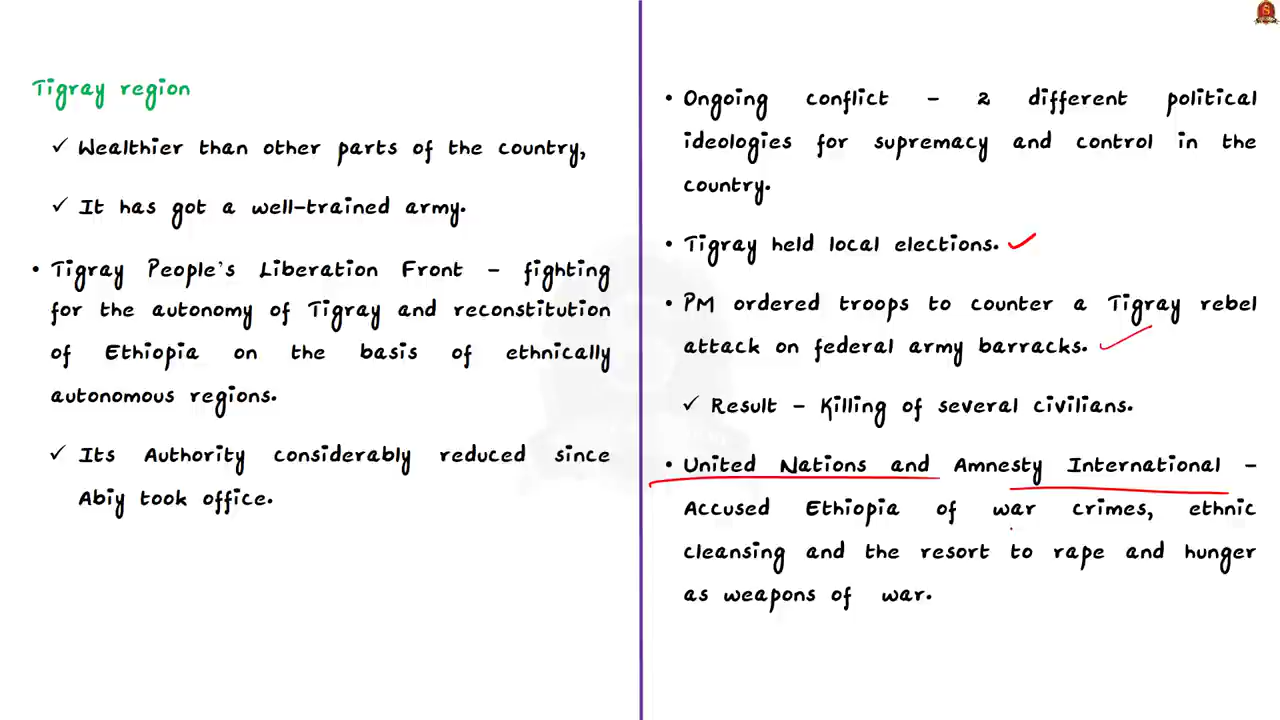 Tigray region
✓ Wealthier than other parts of the country,
✓ It has got a well-trained army.
• Tigray People's Liberation Front – fighting
for the autonomy of Tigray and reconstitution
of Ethiopia on the basis of ethnically
autonomous regions.
✓ Its Authority considerably reduced since
Abiy took office.
• Ongoing conflict – 2 different political
ideologies for supremacy and control in the
country.
• Tigray held local elections.
• PM ordered troops to counter a Tigray rebel
attack on federal army barracks.
✓ Result – Killing of several civilians.
• United Nations and Amnesty International –
Accused Ethiopia of war crimes, ethnic
cleansing and the resort to rape and hunger
as weapons of war.